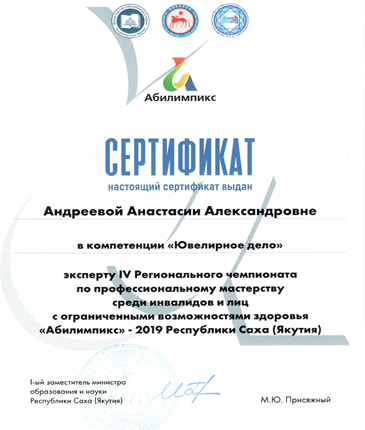 Абилимпикс
СЕРТИФИКАТ
настоящий сертификат выдан
Андреевой Анастасии Александровне
в компетенции «Ювелирное дело»
эксперту IV Регионального чемпионата
по профессиональному мастерству
среди инвалидов и лиц
с ограниченными возможностями здоровья
«Абилимпикс» - 2019 Республики Саха (Якутия)
I-ый заместитель министра
образования и науки
Республики Саха (Якутия)
М.Ю. Присяжный